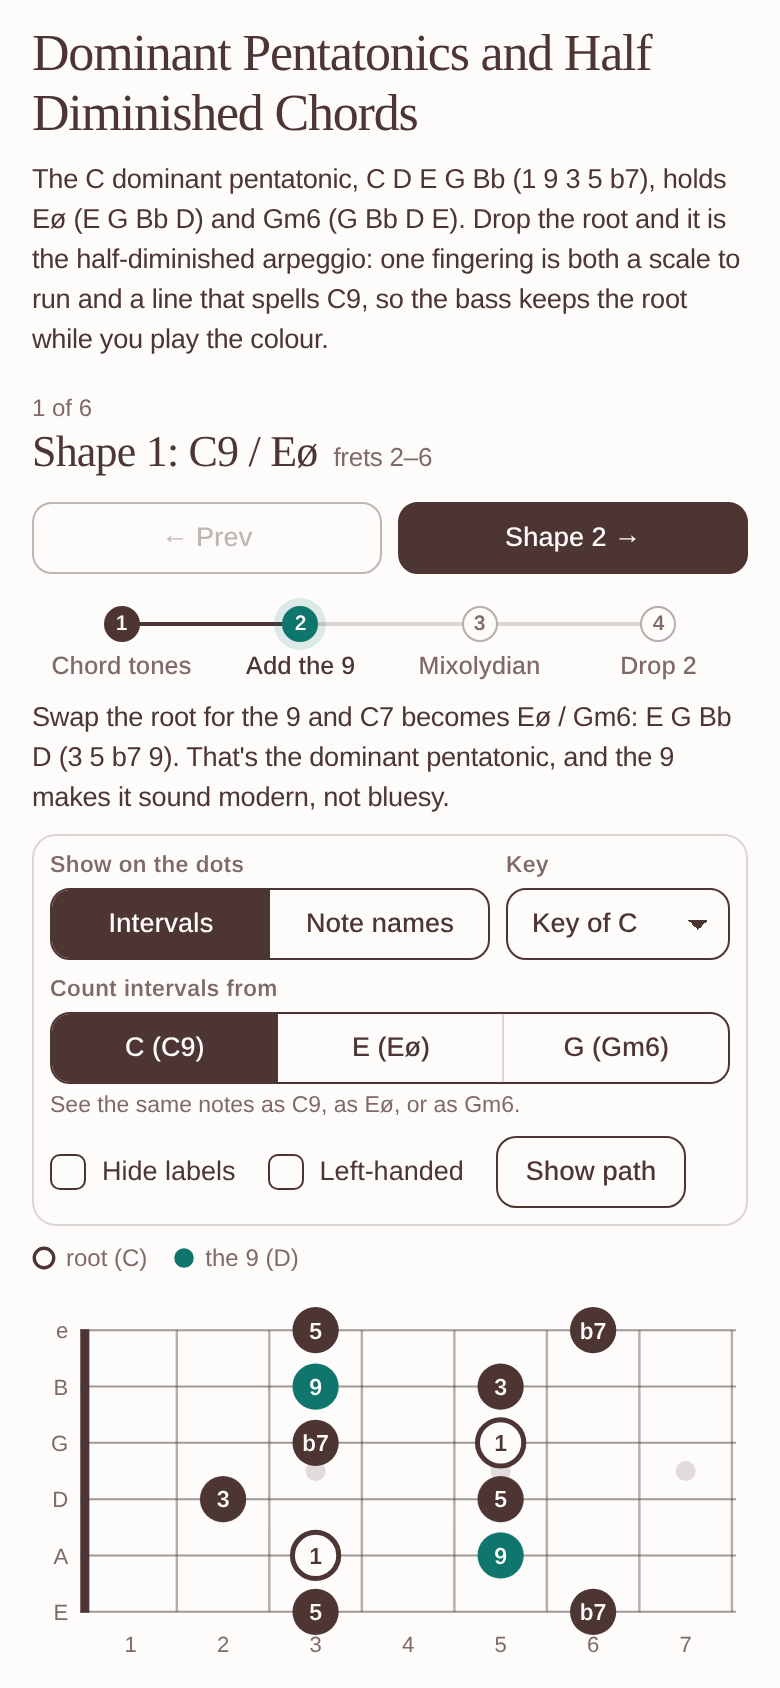 Dominant Pentatonics and Half
Diminished Chords
The C dominant pentatonic, C D E G Bb (1 9 3 5 b7), holds
Eø (E G Bb D) and Gm6 (G Bb D E). Drop the root and it is
the half-diminished arpeggio: one fingering is both a scale to
run and a line that spells C9, so the bass keeps the root
while you play the colour.
1 of 6
Shape 1: C9 / Eø frets 2–6
← Prev
Shape 2 →
1 2 3 4
Chord tones Add the 9 Mixolydian Drop 2
Swap the root for the 9 and C7 becomes Eø / Gm6: E G Bb
D (3 5 b7 9). That's the dominant pentatonic, and the 9
makes it sound modern, not bluesy.
Show on the dots Key
Intervals Note names Key of C
Count intervals from
C (C9) E (Eø) G (Gm6)
See the same notes as C9, as Eø, or as Gm6.
Hide labels Left-handed Show path
root (C) the 9 (D)
e 5 b7
B 9 3
G b7 1
D 3 5
A 1 9
E 5 b7
1 2 3 4 5 6 7